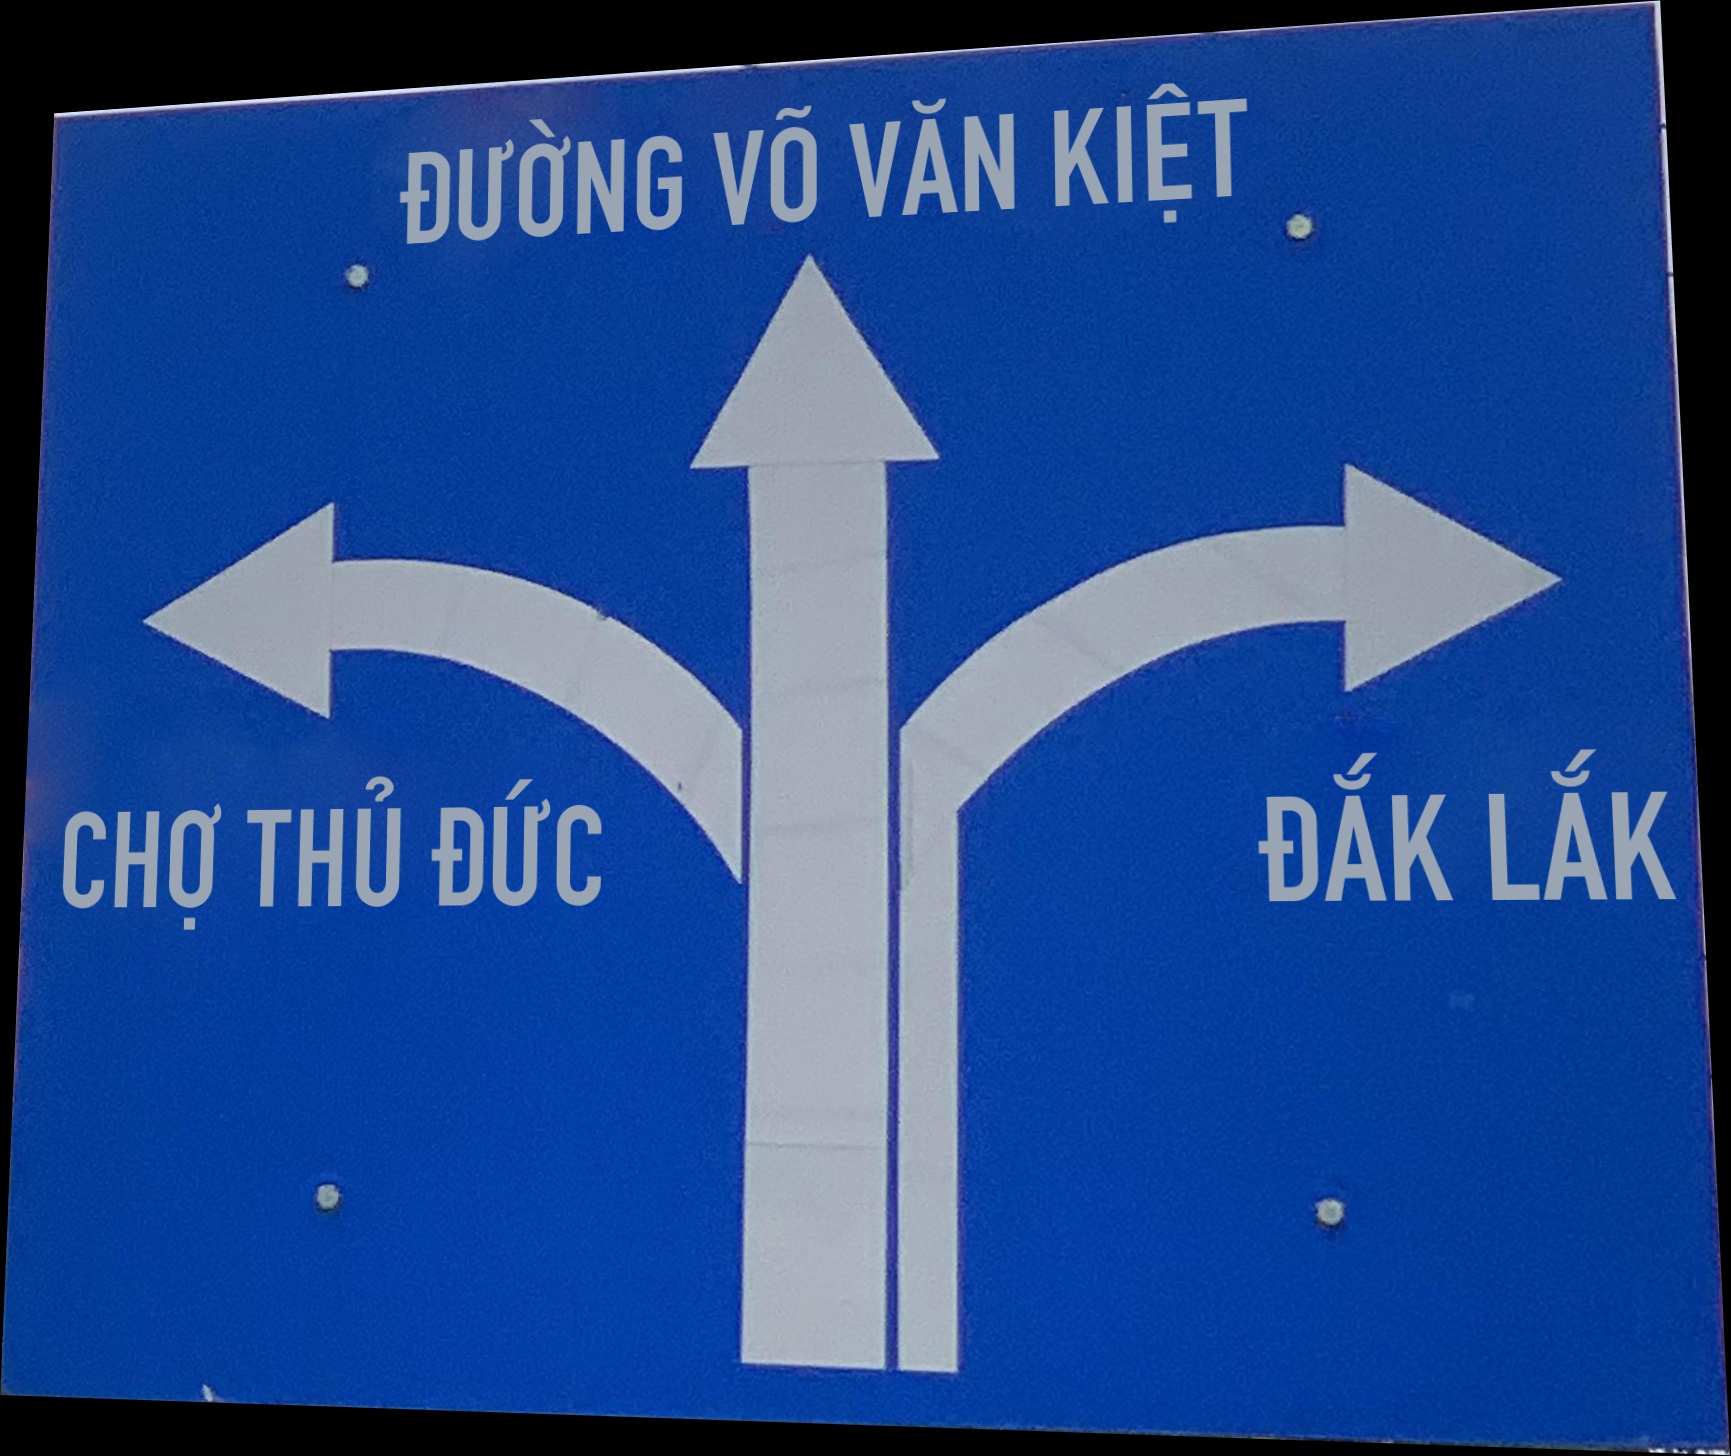 ĐƯỜNG VÕ VĂN KIỆT
CHỢ THỦ ĐỨC
ĐẮK LẮK